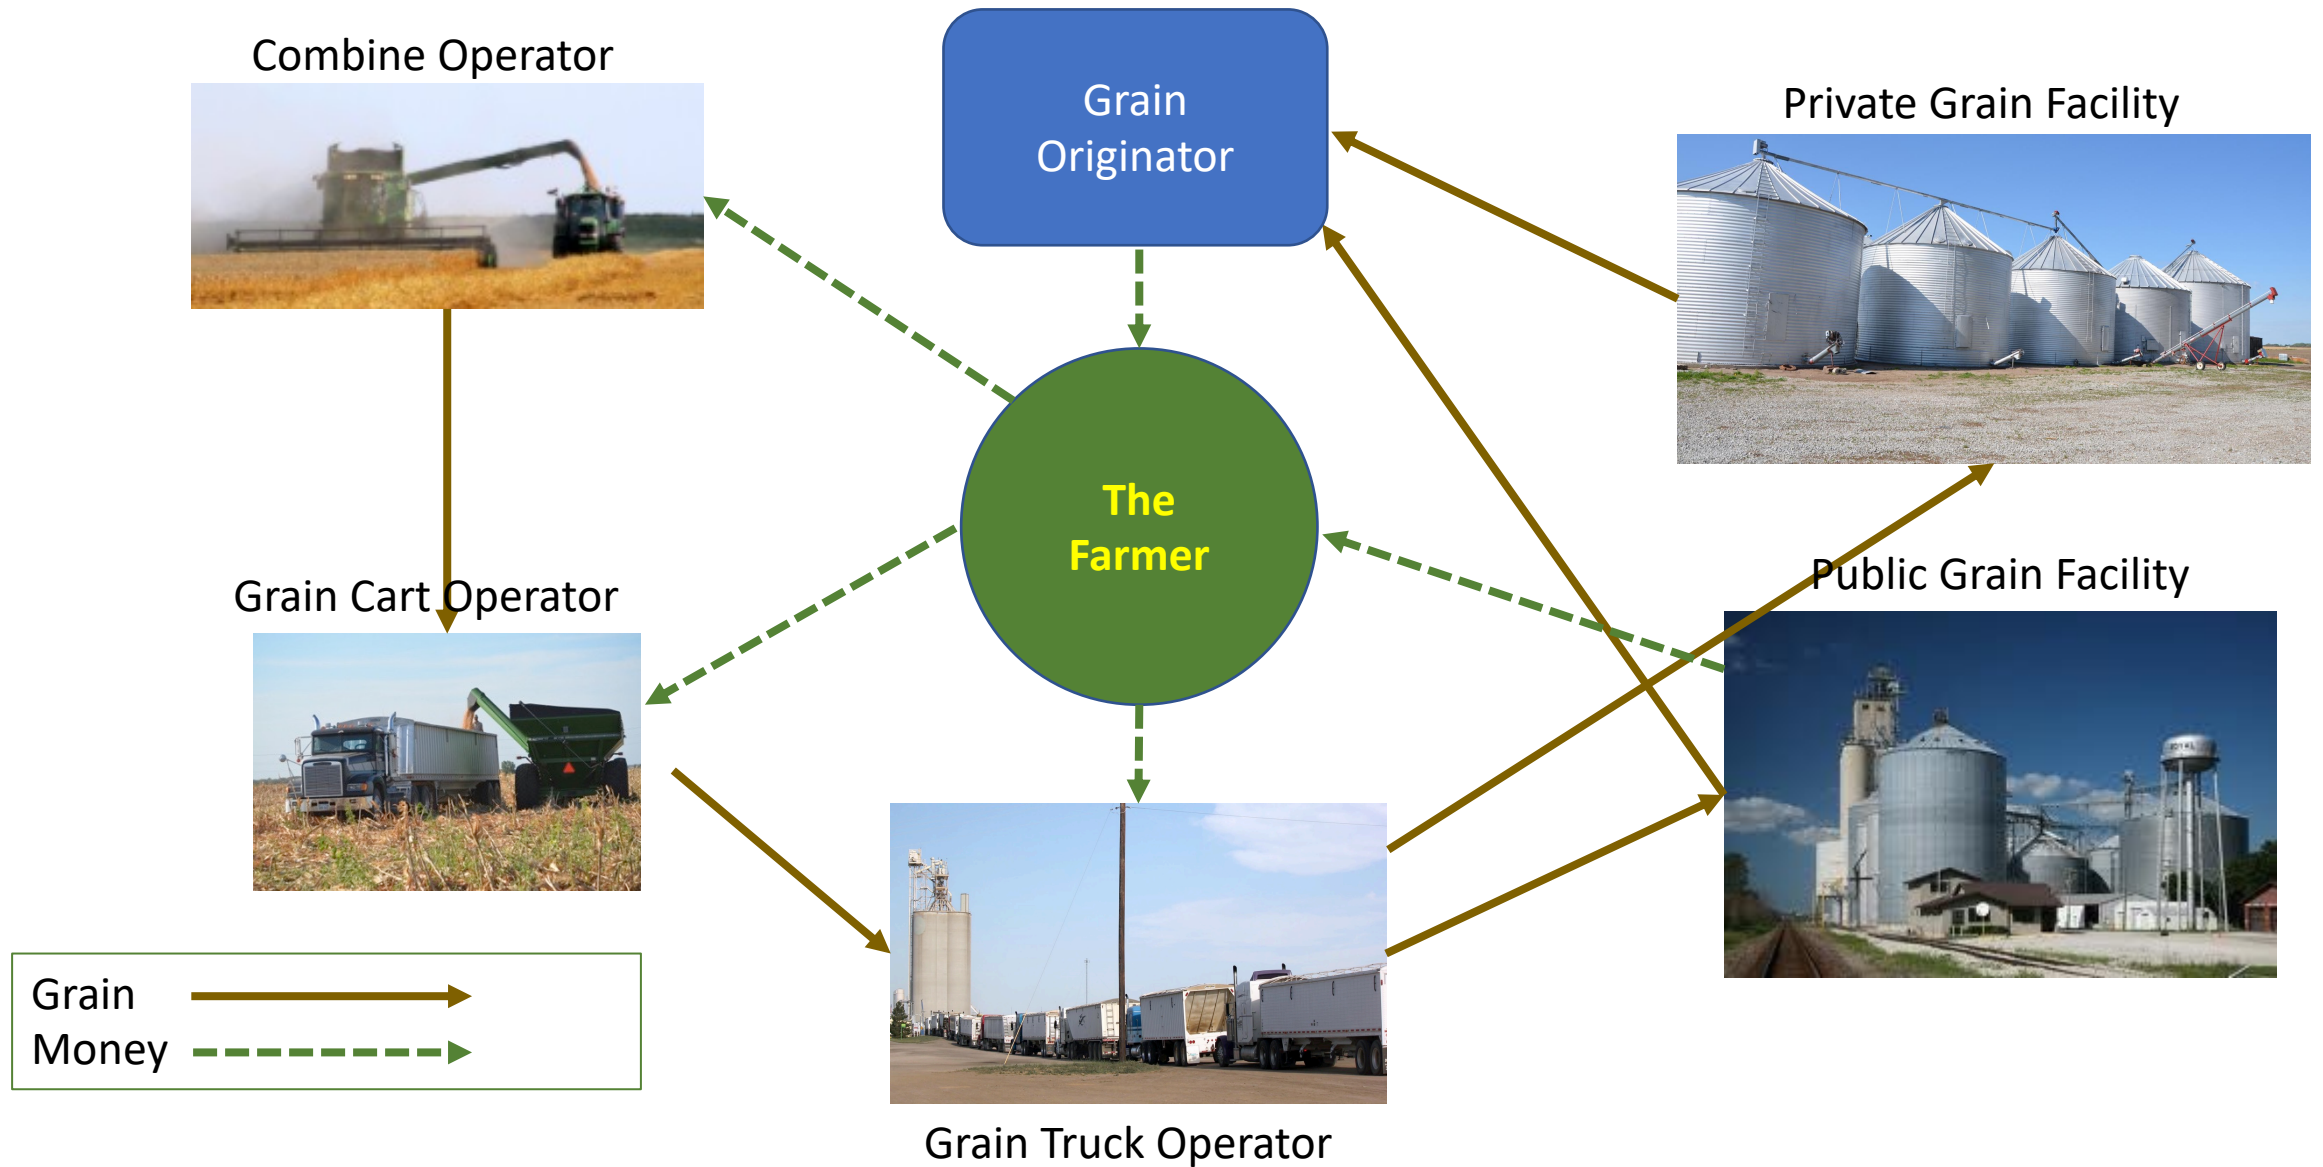 Combine Operator
Grain
Originator
Private Grain Facility
The
Farmer
Public Grain Facility
Grain Cart Operator
Grain
Money
Grain Truck Operator